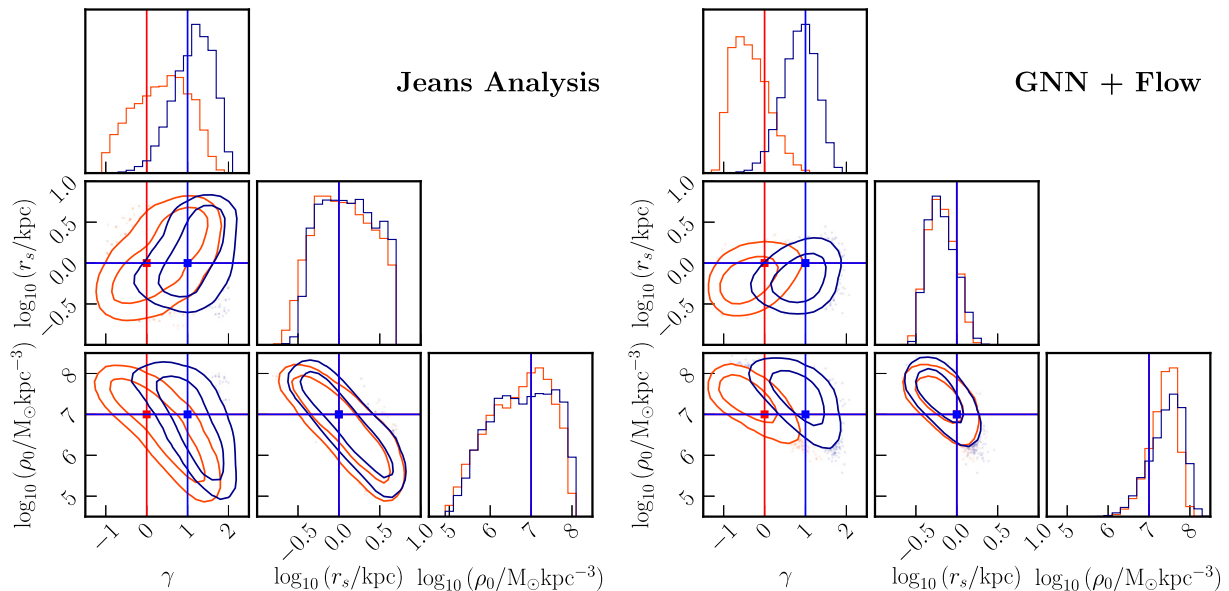 Jeans Analysis
GNN + Flow
log₁₀ (rₛ/kpc)
1.0
0.5
0.0
−0.5
log₁₀ (ρ₀/M⊙kpc⁻³)
8
7
6
5
−1 0 1 2
γ
−0.5 0.0 0.5 1.0
log₁₀ (rₛ/kpc)
5 6 7 8
log₁₀ (ρ₀/M⊙kpc⁻³)
log₁₀ (rₛ/kpc)
1.0
0.5
0.0
−0.5
log₁₀ (ρ₀/M⊙kpc⁻³)
8
7
6
5
−1 0 1 2
γ
−0.5 0.0 0.5 1.0
log₁₀ (rₛ/kpc)
5 6 7 8
log₁₀ (ρ₀/M⊙kpc⁻³)